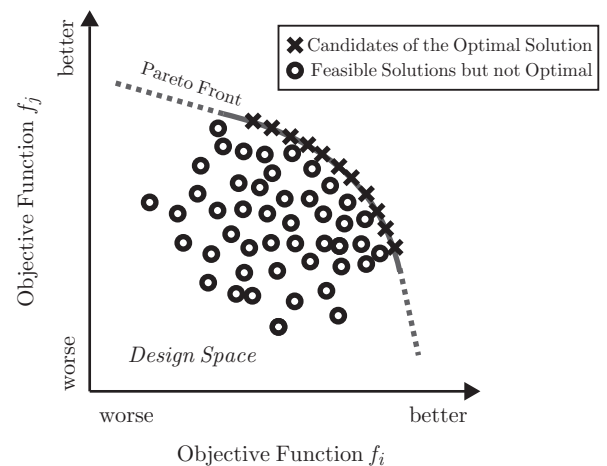 better
Candidates of the Optimal Solution
Feasible Solutions but not Optimal
Pareto Front
Objective Function f_j
Design Space
worse
worse
better
Objective Function f_i